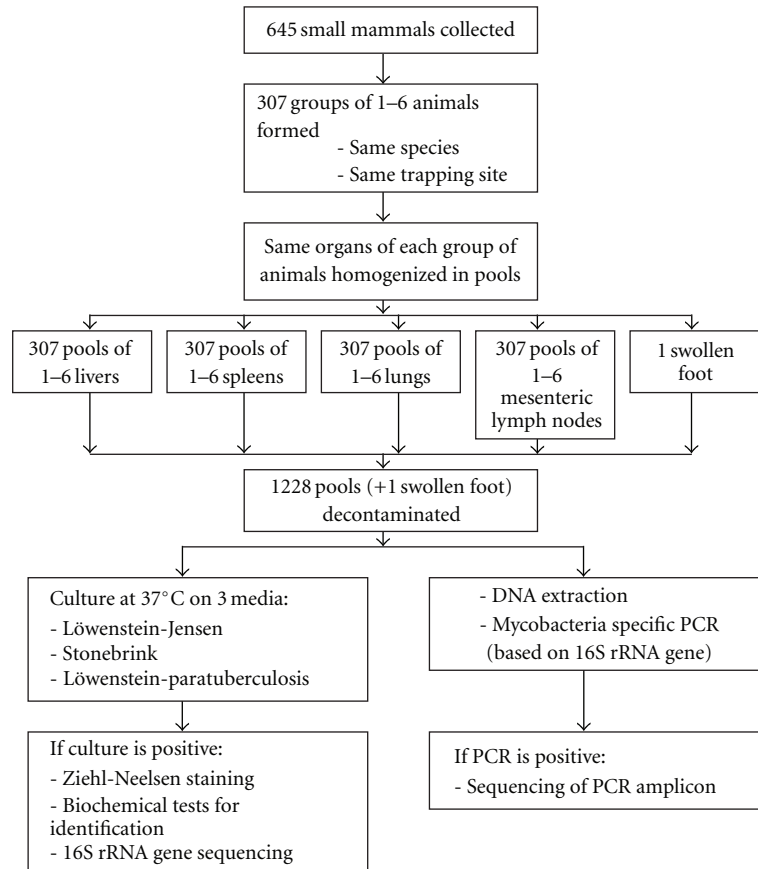 645 small mammals collected
307 groups of 1–6 animals
formed
- Same species
- Same trapping site
Same organs of each group of
animals homogenized in pools
307 pools of
1–6 livers
307 pools of
1–6 spleens
307 pools of
1–6 lungs
307 pools of
1–6
mesenteric
lymph nodes
1 swollen
foot
1228 pools (+1 swollen foot)
decontaminated
Culture at 37°C on 3 media:
- Löwenstein-Jensen
- Stonebrink
- Löwenstein-paratuberculosis
- DNA extraction
- Mycobacteria specific PCR
(based on 16S rRNA gene)
If culture is positive:
- Ziehl-Neelsen staining
- Biochemical tests for
identification
- 16S rRNA gene sequencing
If PCR is positive:
- Sequencing of PCR amplicon